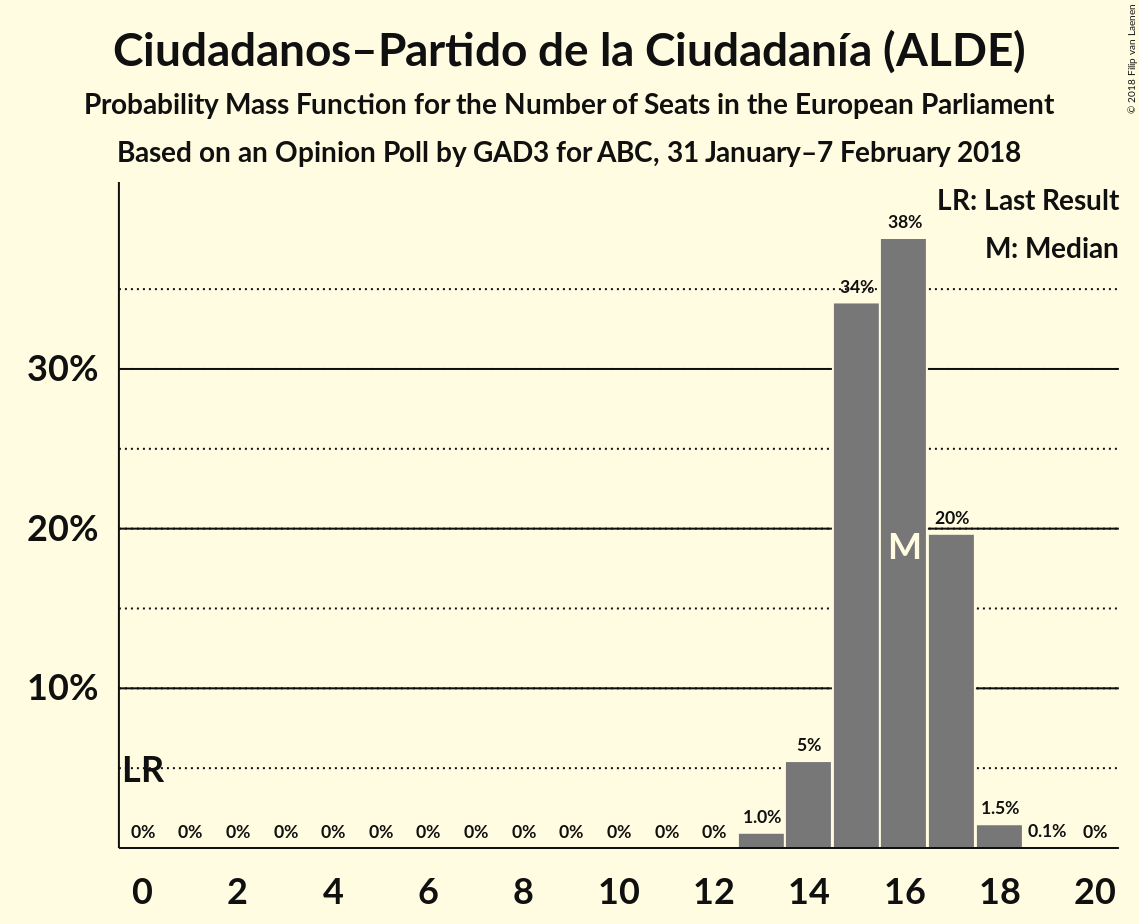 Ciudadanos–Partido de la Ciudadanía (ALDE)
Probability Mass Function for the Number of Seats in the European Parliament
Based on an Opinion Poll by GAD3 for ABC, 31 January–7 February 2018
© 2018 Filip van Laenen
LR: Last Result
M: Median
38%
34%
30%
20%
20%
M
10%
5%
LR
1.0%
1.5%
0% 0% 0% 0% 0% 0% 0% 0% 0% 0% 0% 0% 0% 0.1% 0%
0 2 4 6 8 10 12 14 16 18 20